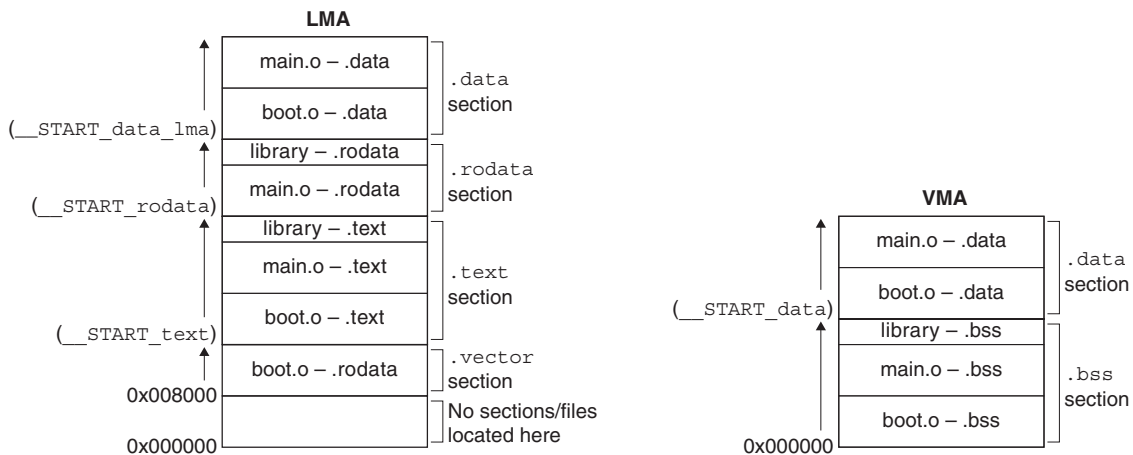 LMA
main.o – .data
.data
section
boot.o – .data
(__START_data_lma)
library – .rodata
.rodata
section
main.o – .rodata
(__START_rodata)
library – .text
main.o – .text
.text
section
boot.o – .text
(__START_text)
boot.o – .rodata
.vector
section
0x008000
No sections/files
located here
0x000000
VMA
main.o – .data
.data
section
boot.o – .data
(__START_data)
library – .bss
main.o – .bss
.bss
section
boot.o – .bss
0x000000